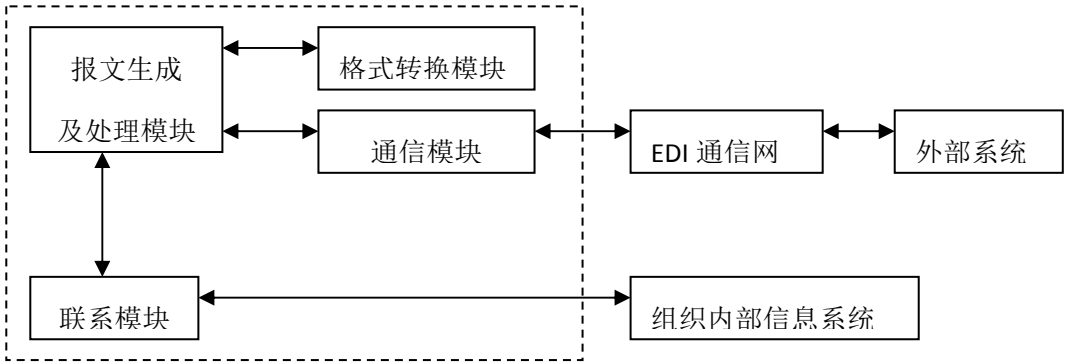 报文生成
及处理模块
格式转换模块
通信模块
EDI 通信网
外部系统
联系模块
组织内部信息系统